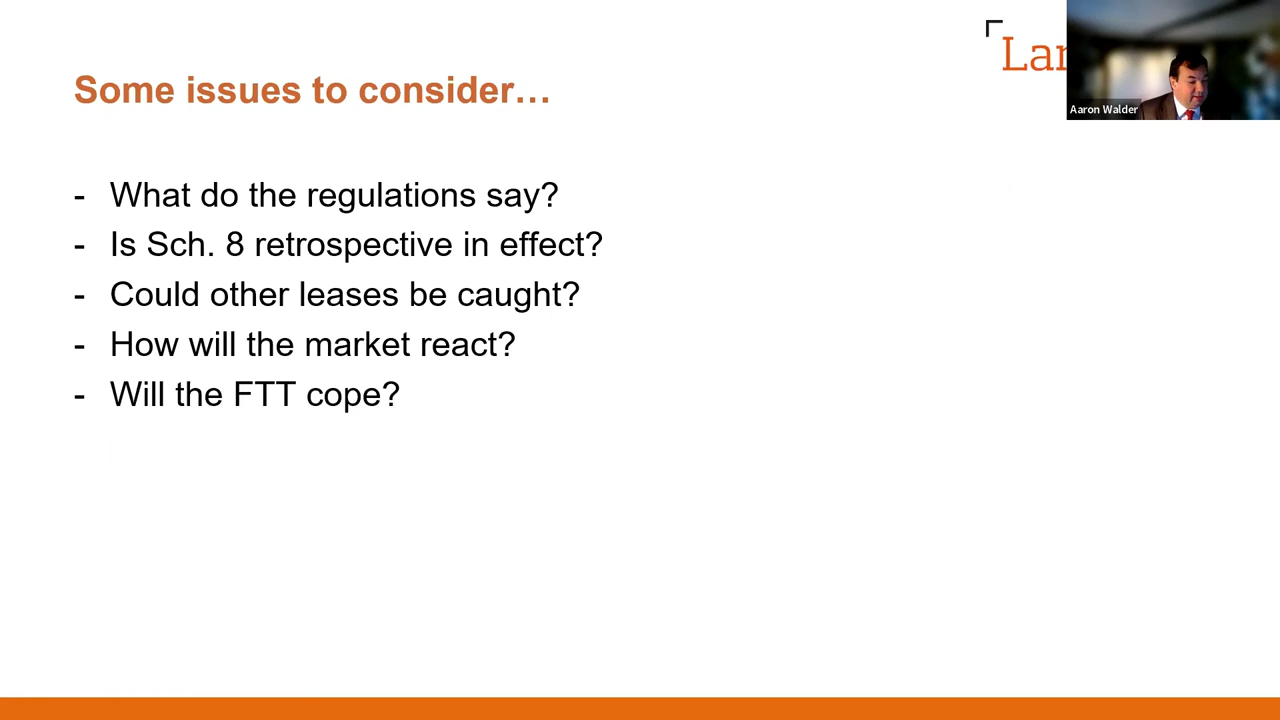 Lan
Aaron Walder
Some issues to consider…
- What do the regulations say?
- Is Sch. 8 retrospective in effect?
- Could other leases be caught?
- How will the market react?
- Will the FTT cope?